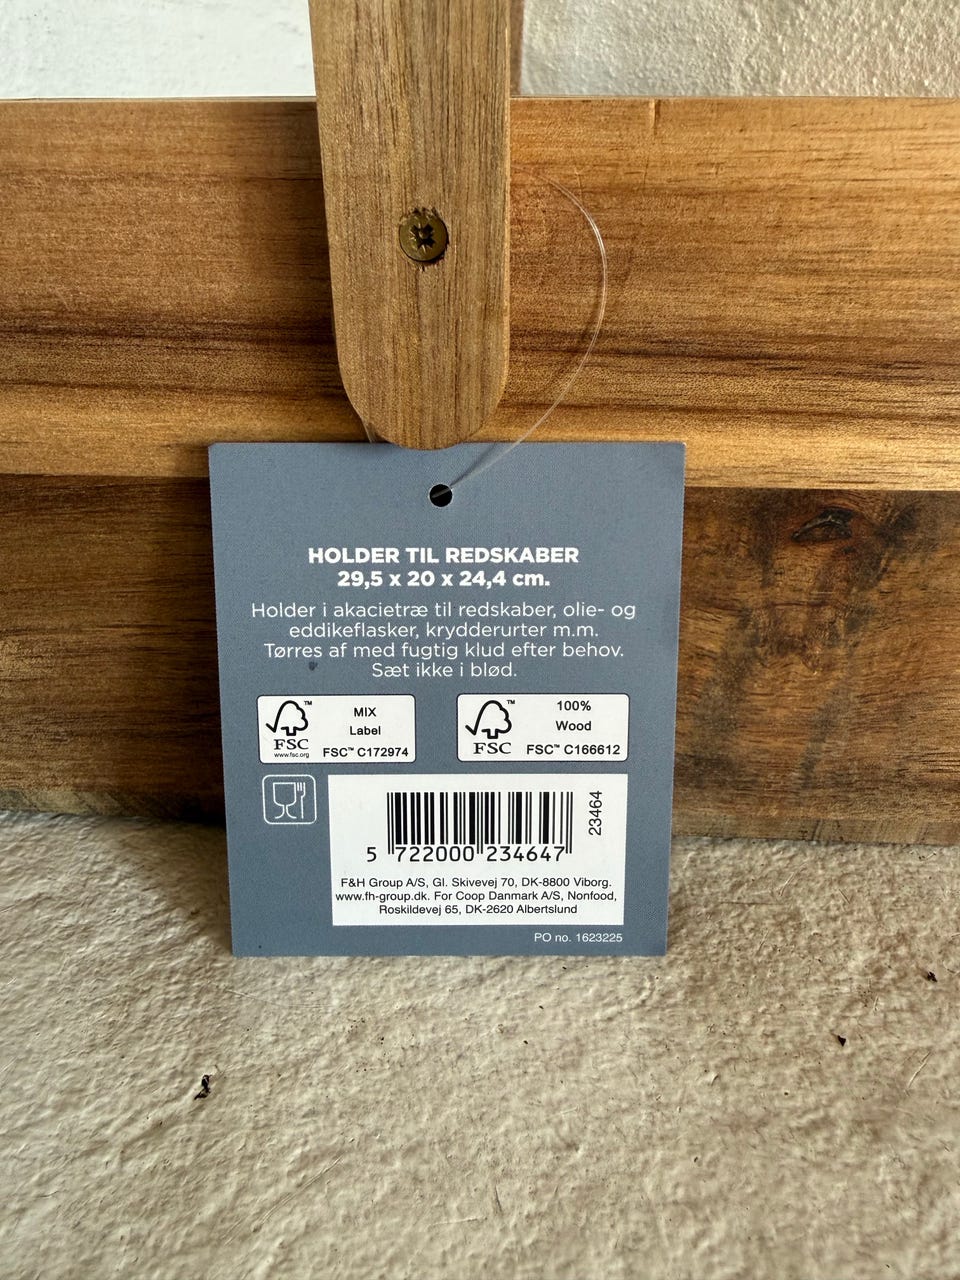 HOLDER TIL REDSKABER
29,5 x 20 x 24,4 cm.
Holder i akacietræ til redskaber, olie- og
eddikeflasker, krydderurter m.m.
Tørres af med fugtig klud efter behov.
Sæt ikke i blød.
FSC™
www.fsc.org
MIX
Label
FSC™ C172974
FSC™
100%
Wood
FSC™ C166612
5 722000 234647
23464
F&H Group A/S, Gl. Skivevej 70, DK-8800 Viborg.
www.fh-group.dk. For Coop Danmark A/S, Nonfood,
Roskildevej 65, DK-2620 Albertslund
PO no. 1623225